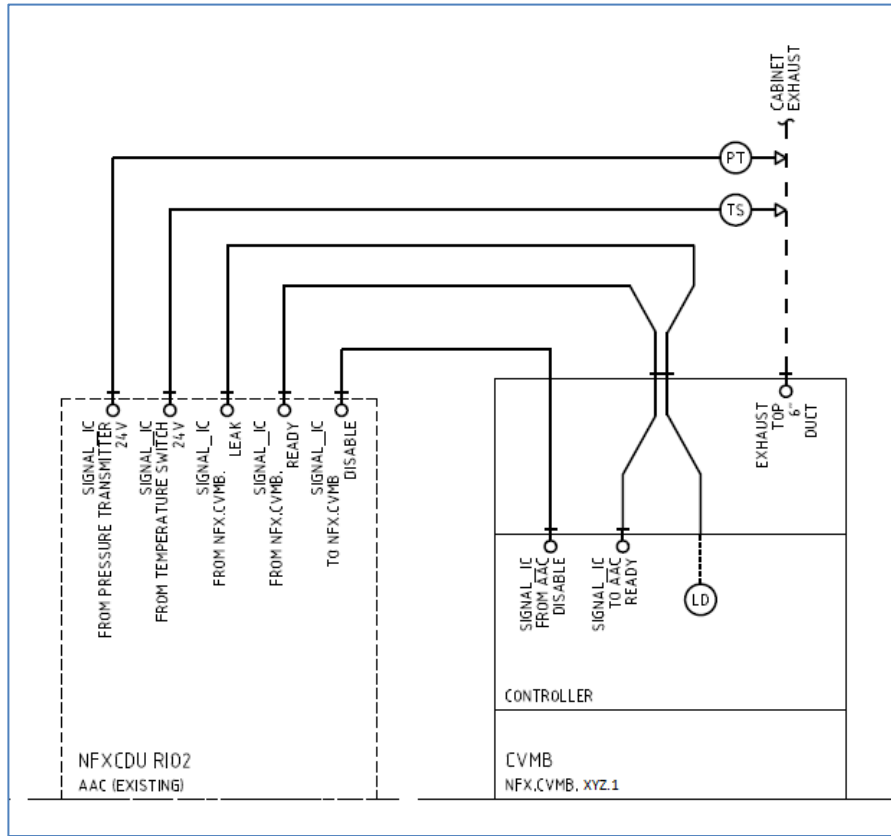 CABINET
EXHAUST
PT
TS
SIGNAL_IC
FROM PRESSURE TRANSMITTER
24V
SIGNAL_IC
FROM TEMPERATURE SWITCH
24V
SIGNAL_IC
FROM NFX.CVMB.
LEAK
SIGNAL_IC
FROM NFX.CVMB,
READY
SIGNAL_IC
TO NFX.CVMB
DISABLE
EXHAUST
TOP
6"
DUCT
SIGNAL_IC
FROM AAC
DISABLE
SIGNAL_IC
TO AAC
READY
LD
CONTROLLER
NFXCDU RIO2
AAC (EXISTING)
CVMB
NFX.CVMB, XYZ.1